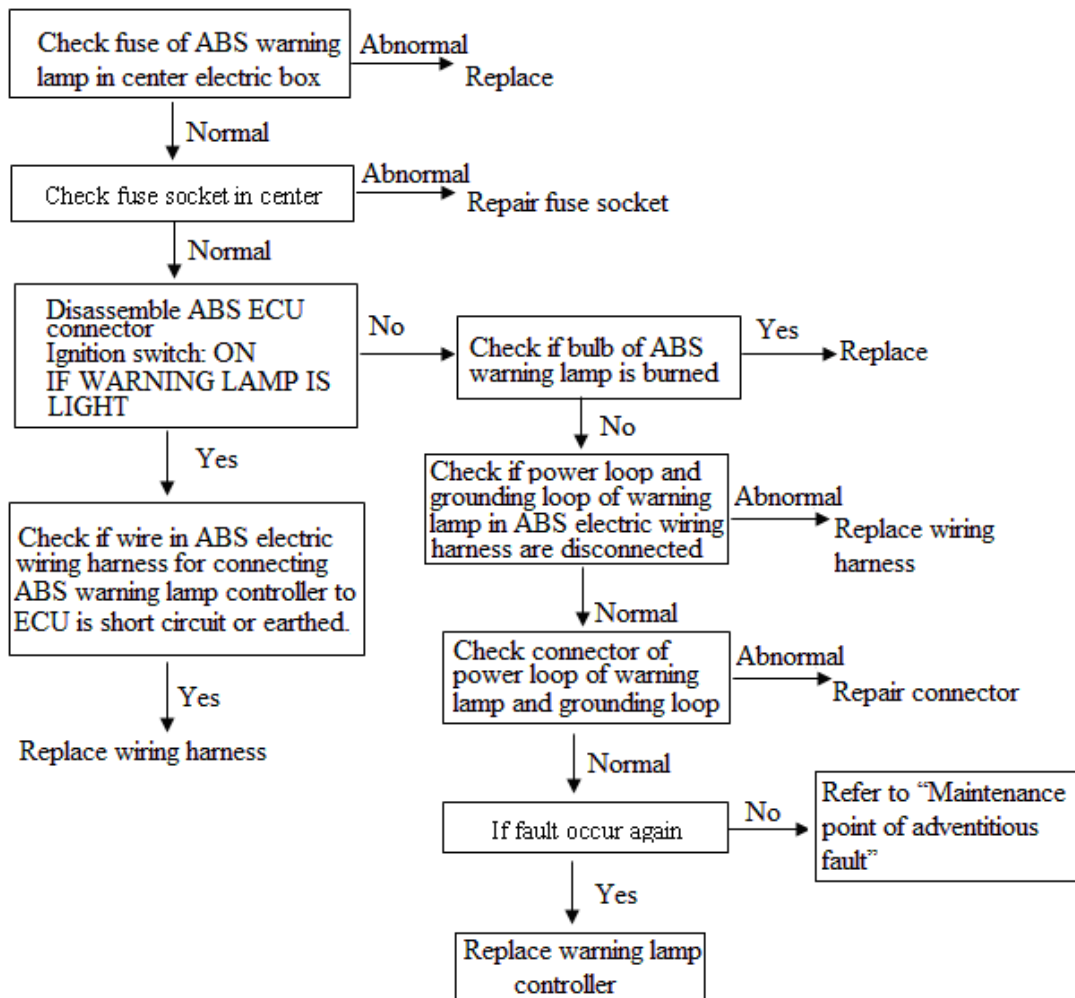 Check fuse of ABS warning
lamp in center electric box
Abnormal
Replace
Normal
Check fuse socket in center
Abnormal
Repair fuse socket
Normal
Disassemble ABS ECU
connector
Ignition switch: ON
IF WARNING LAMP IS
LIGHT
No
Check if bulb of ABS
warning lamp is burned
Yes
Replace
Yes
No
Check if wire in ABS electric
wiring harness for connecting
ABS warning lamp controller to
ECU is short circuit or earthed.
Check if power loop and
grounding loop of warning
lamp in ABS electric wiring
harness are disconnected
Abnormal
Replace wiring
harness
Yes
Replace wiring harness
Normal
Check connector of
power loop of warning
lamp and grounding loop
Abnormal
Repair connector
Normal
If fault occur again
No
Refer to “Maintenance
point of adventitious
fault”
Yes
Replace warning lamp
controller